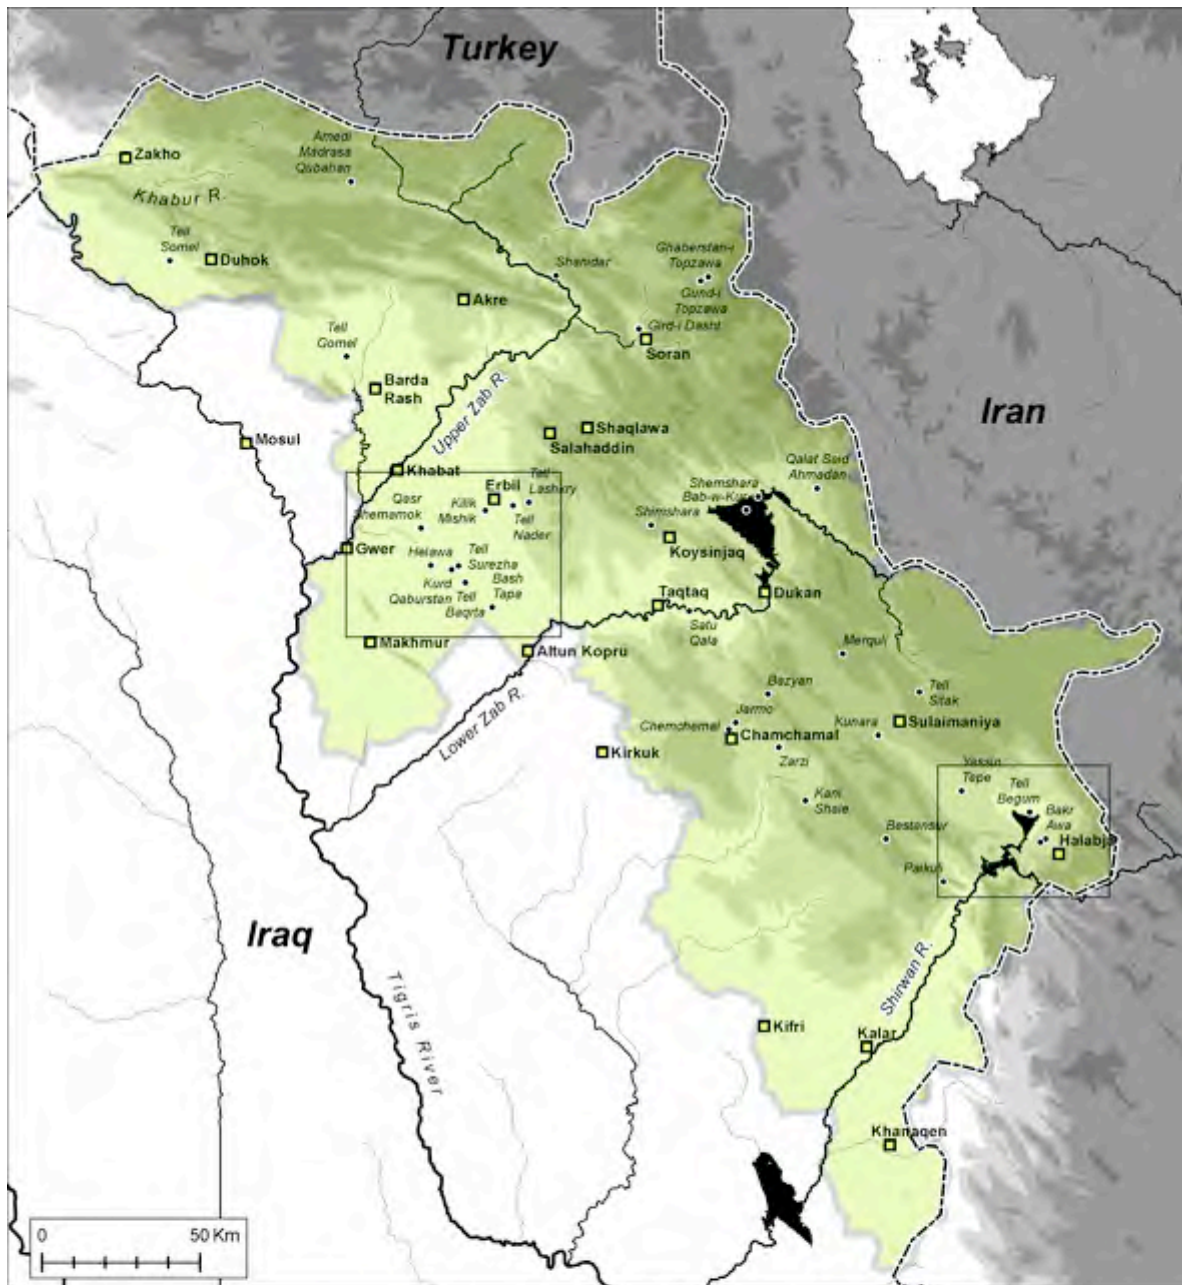 Turkey
Zakho
Amedi
Madrasa
Qubahan
Khabur R.
Tell
Somel
Duhok
Shanidar
Ghaberstan-i
Topzawa
Gund-i
Topzawa
Akre
Gird-i Dasht
Soran
Tell
Gomel
Barda
Rash
Upper Zab R.
Iran
Mosul
Shaqlawa
Salahaddin
Khabat
Qalat Said
Ahmadan
Erbil
Tell
Lashkry
Shemshara
Qasr
Shemamok
Kilik
Mishik
Tell
Nader
Shimshara
Koysinjaq
Gwer
Helawa
Tell
Surezha
Kurd
Qaburstan
Bash
Tapa
Tell
Baqrta
Taqtaq
Dukan
Satu
Qala
Makhmur
Altun Kopru
Merquli
Lower Zab R.
Bazyan
Tell
Sitak
Jarmo
Chemchemal
Chamchamal
Kunara
Sulaimaniya
Kirkuk
Zarzi
Yassin
Tepe
Tell
Begum
Kani
Shaie
Bakr
Awa
Bestansur
Halabja
Iraq
Tigris River
Shirwan R.
Kifri
Kalar
Khanaqen
0
50 Km